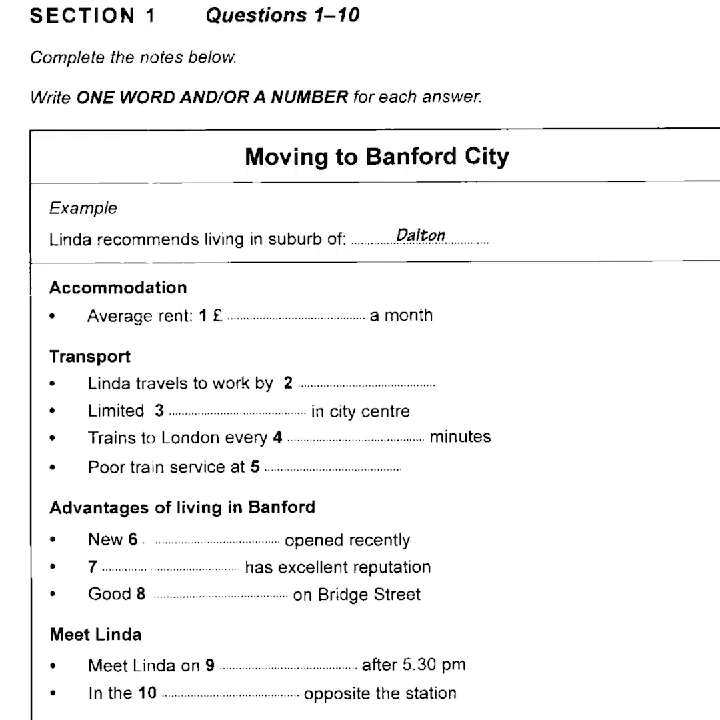 SECTION 1 Questions 1–10
Complete the notes below.
Write ONE WORD AND/OR A NUMBER for each answer.
Moving to Banford City
Example
Linda recommends living in suburb of: Dalton
Accommodation
• Average rent: 1 £ ........................ a month
Transport
• Linda travels to work by 2 ........................
• Limited 3 ........................ in city centre
• Trains to London every 4 ........................ minutes
• Poor train service at 5 ........................
Advantages of living in Banford
• New 6 ........................ opened recently
• 7 ........................ has excellent reputation
• Good 8 ........................ on Bridge Street
Meet Linda
• Meet Linda on 9 ........................ after 5.30 pm
• In the 10 ........................ opposite the station